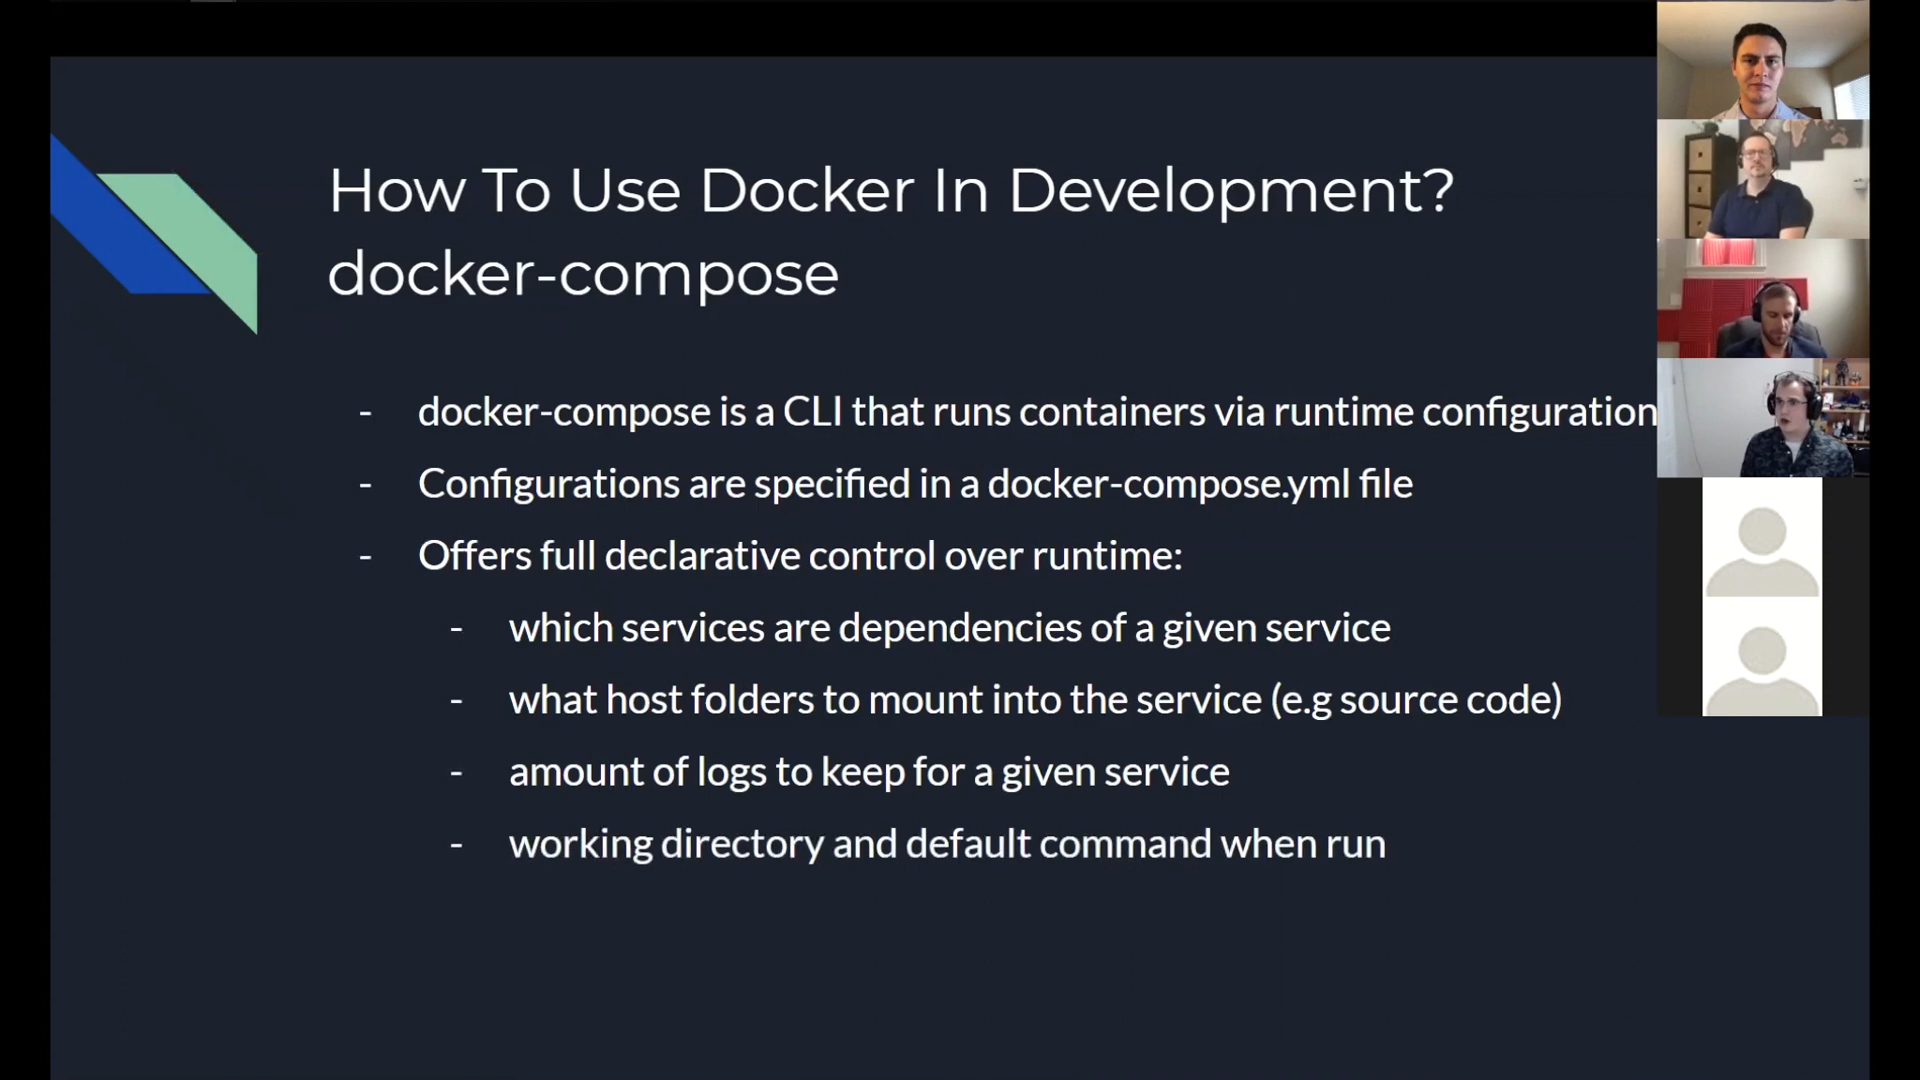 How To Use Docker In Development?
docker-compose
- docker-compose is a CLI that runs containers via runtime configuration
- Configurations are specified in a docker-compose.yml file
- Offers full declarative control over runtime:
- which services are dependencies of a given service
- what host folders to mount into the service (e.g source code)
- amount of logs to keep for a given service
- working directory and default command when run